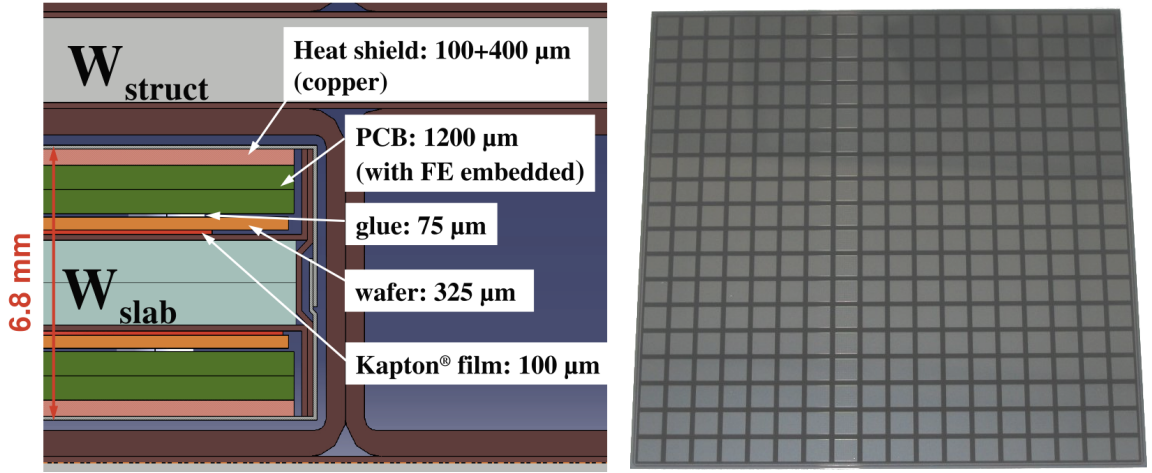 W
struct
Heat shield: 100+400 µm
(copper)
PCB: 1200 µm
(with FE embedded)
glue: 75 µm
wafer: 325 µm
Kapton® film: 100 µm
W
slab
6.8 mm